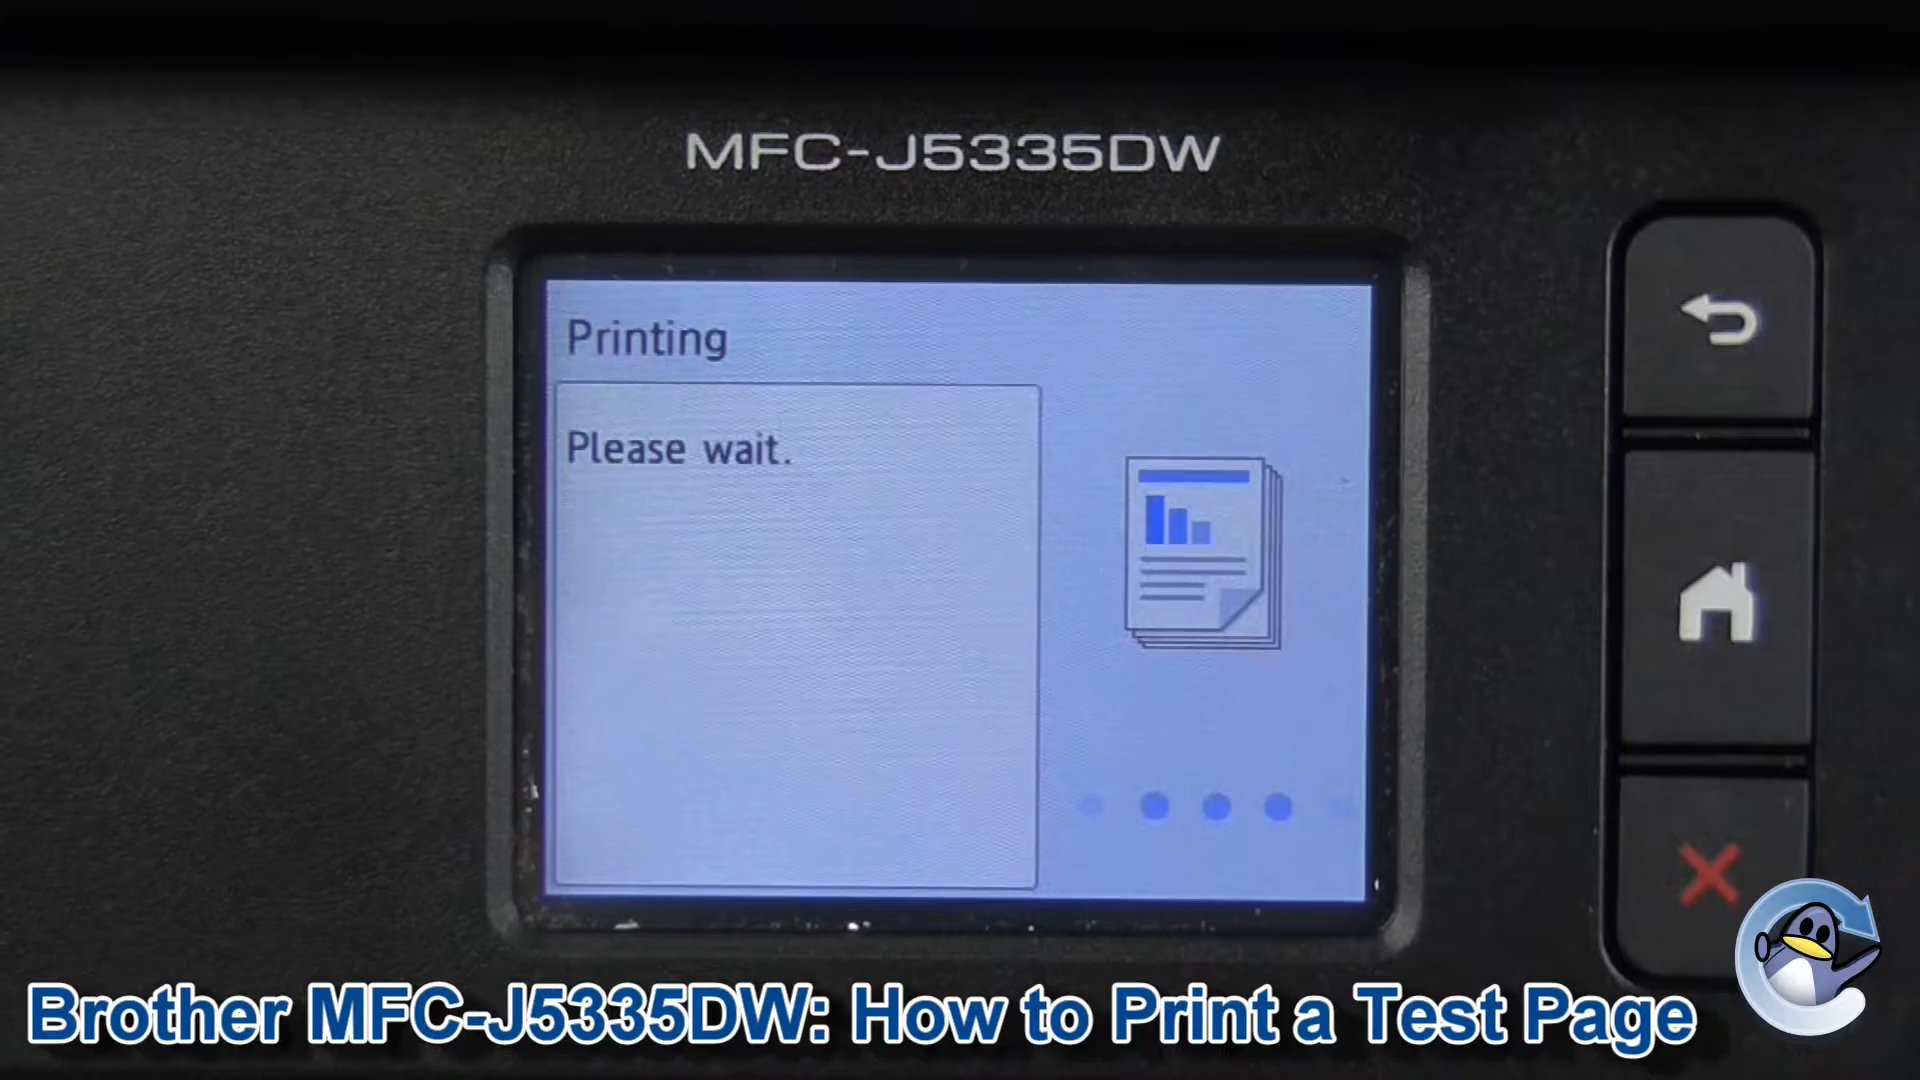 MFC-J5335DW
Printing
Please wait.
Brother MFC-J5335DW: How to Print a Test Page